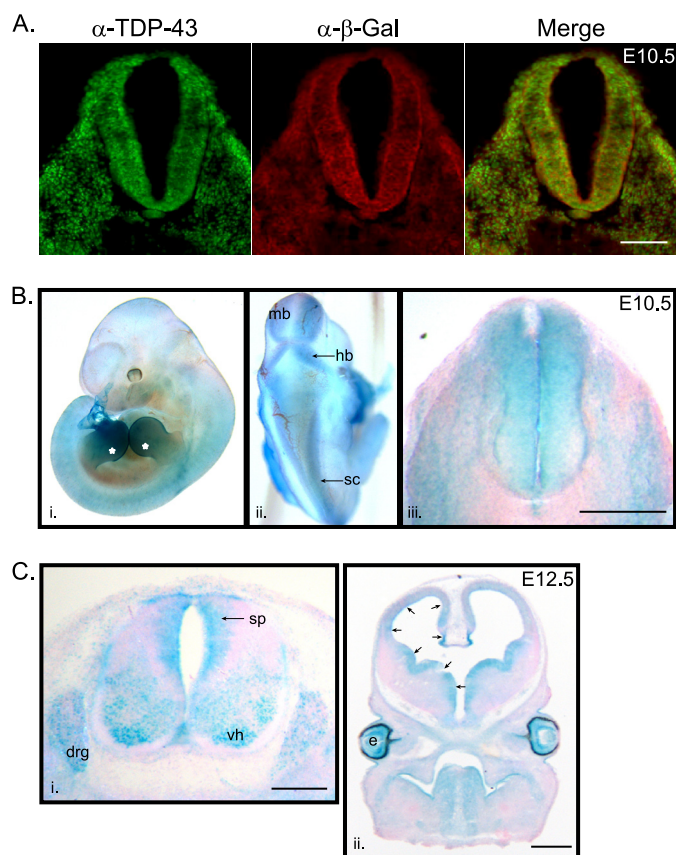 A.
α-TDP-43
α-β-Gal
Merge
E10.5
B.
mb
hb
sc
i.
ii.
iii.
E10.5
C.
sp
vh
drg
i.
E12.5
e
ii.